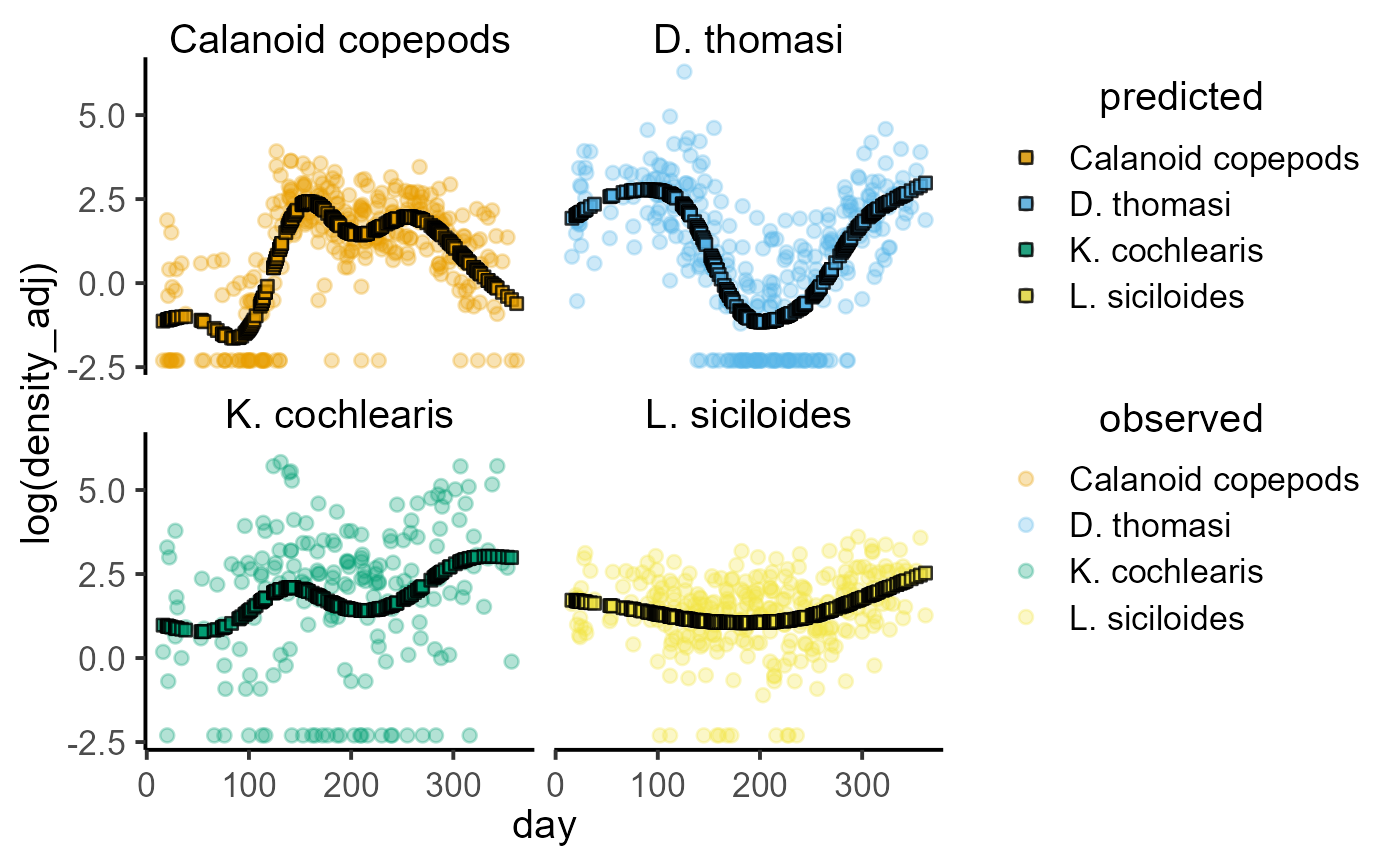 Calanoid copepods
D. thomasi
5.0
2.5
0.0
-2.5
K. cochlearis
L. siciloides
5.0
2.5
0.0
-2.5
0 100 200 300
0 100 200 300
day
log(density_adj)
predicted
Calanoid copepods
D. thomasi
K. cochlearis
L. siciloides
observed
Calanoid copepods
D. thomasi
K. cochlearis
L. siciloides